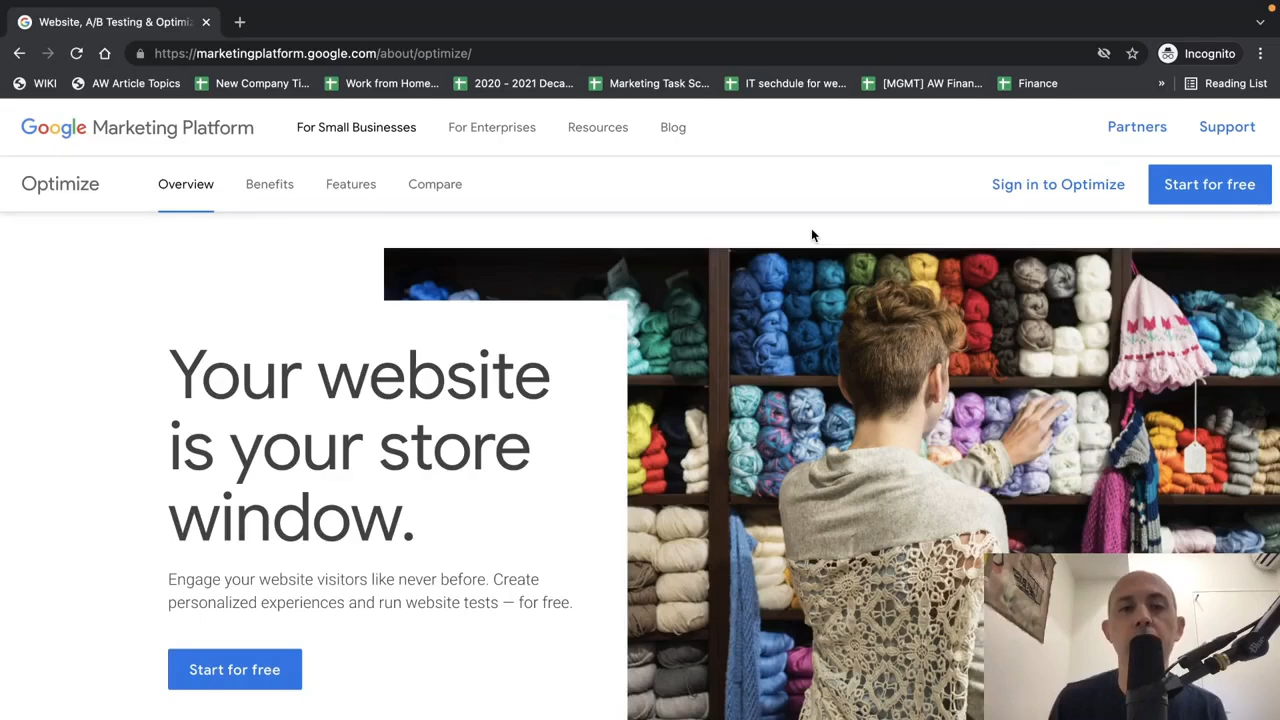 Website, A/B Testing & Optimiz
https://marketingplatform.google.com/about/optimize/
Incognito
WIKI
AW Article Topics
New Company Ti...
Work from Home...
2020 - 2021 Deca...
Marketing Task Sc...
IT sechdule for we...
[MGMT] AW Finan...
Finance
»
Reading List
Google Marketing Platform
For Small Businesses
For Enterprises
Resources
Blog
Partners
Support
Optimize
Overview
Benefits
Features
Compare
Sign in to Optimize
Start for free
Your website
is your store
window.
Engage your website visitors like never before. Create
personalized experiences and run website tests — for free.
Start for free